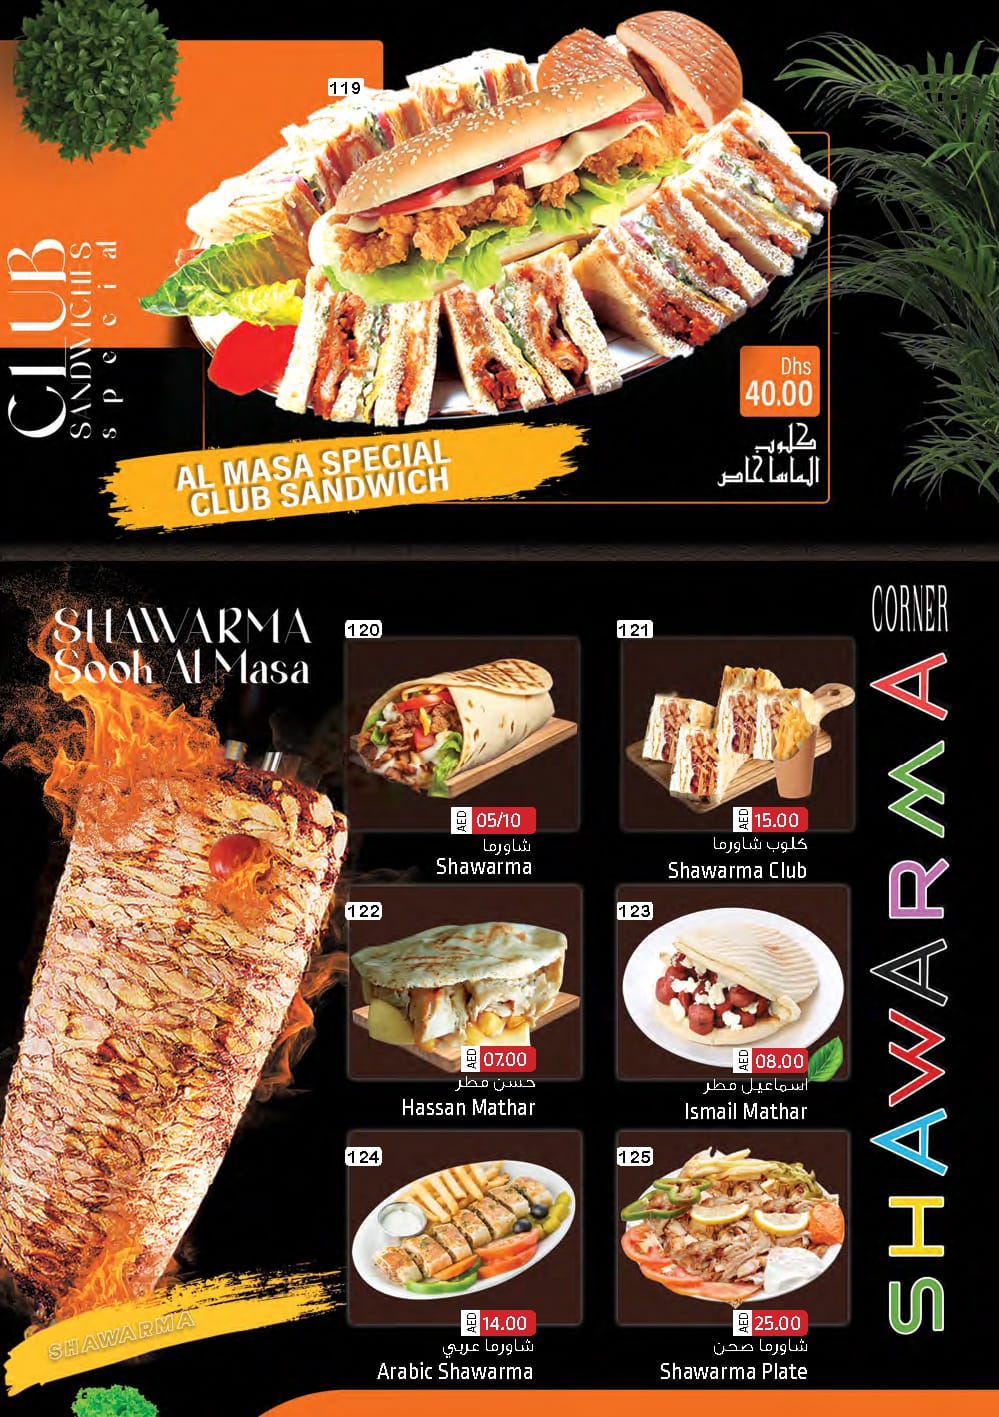 119
CLUB
SANDWICHES
special
Dhs
40.00
كلوب
الماسا خاص
AL MASA SPECIAL
CLUB SANDWICH
SHAWARMA
Sooh Al Masa
CORNER
SHAWARMA
120
AED 05/10
شاورما
Shawarma
121
AED 15.00
كلوب شاورما
Shawarma Club
122
AED 07.00
حسن مطر
Hassan Mathar
123
AED 08.00
اسماعيل مطر
Ismail Mathar
124
AED 14.00
شاورما عربي
Arabic Shawarma
125
AED 25.00
شاورما صحن
Shawarma Plate
SHAWARMA